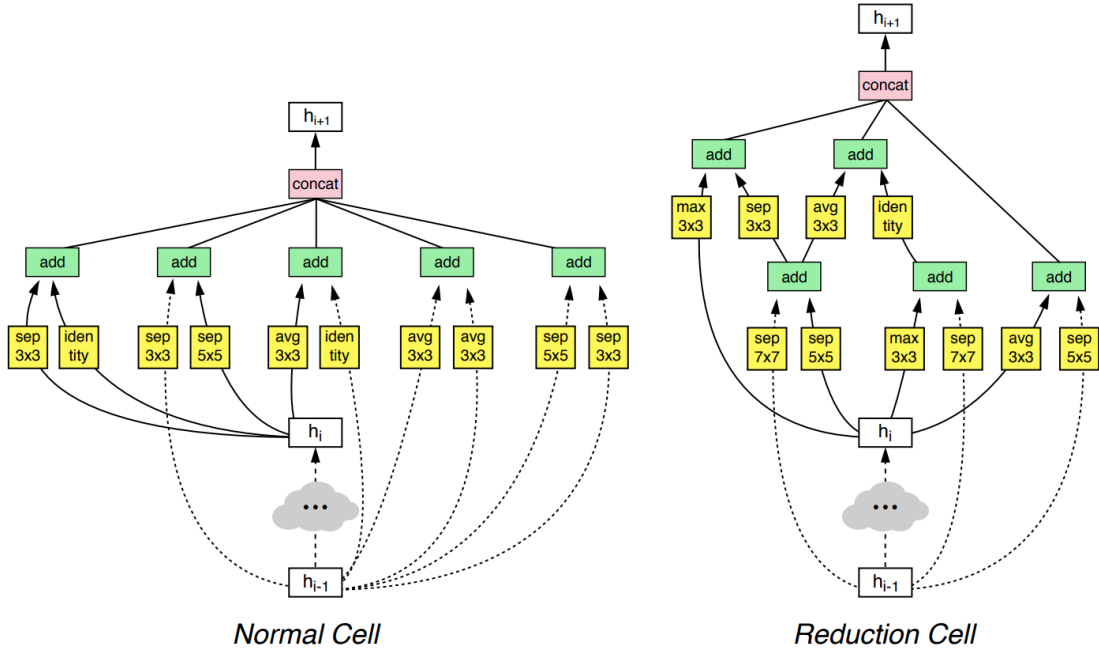 h_{i+1}
concat
add add add add add
sep 3x3 iden tity sep 3x3 sep 5x5 avg 3x3 iden tity avg 3x3 avg 3x3 sep 5x5 sep 3x3
h_i
...
h_{i-1}
Normal Cell
h_{i+1}
concat
add add
max 3x3 sep 3x3 avg 3x3 iden tity
add add add
sep 7x7 sep 5x5 max 3x3 sep 7x7 avg 3x3 sep 5x5
h_i
...
h_{i-1}
Reduction Cell